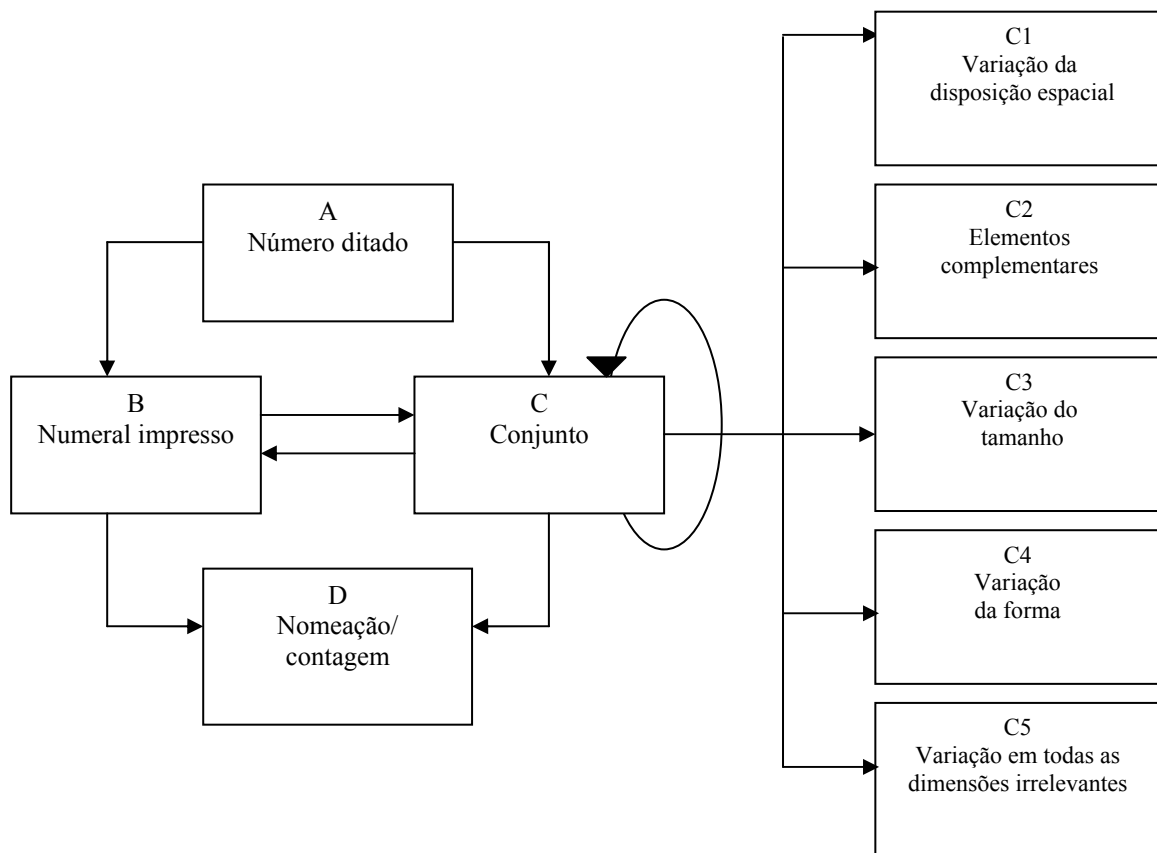 A
Número ditado
B
Numeral impresso
C
Conjunto
D
Nomeação/
contagem
C1
Variação da
disposição espacial
C2
Elementos
complementares
C3
Variação do
tamanho
C4
Variação
da forma
C5
Variação em todas as
dimensões irrelevantes